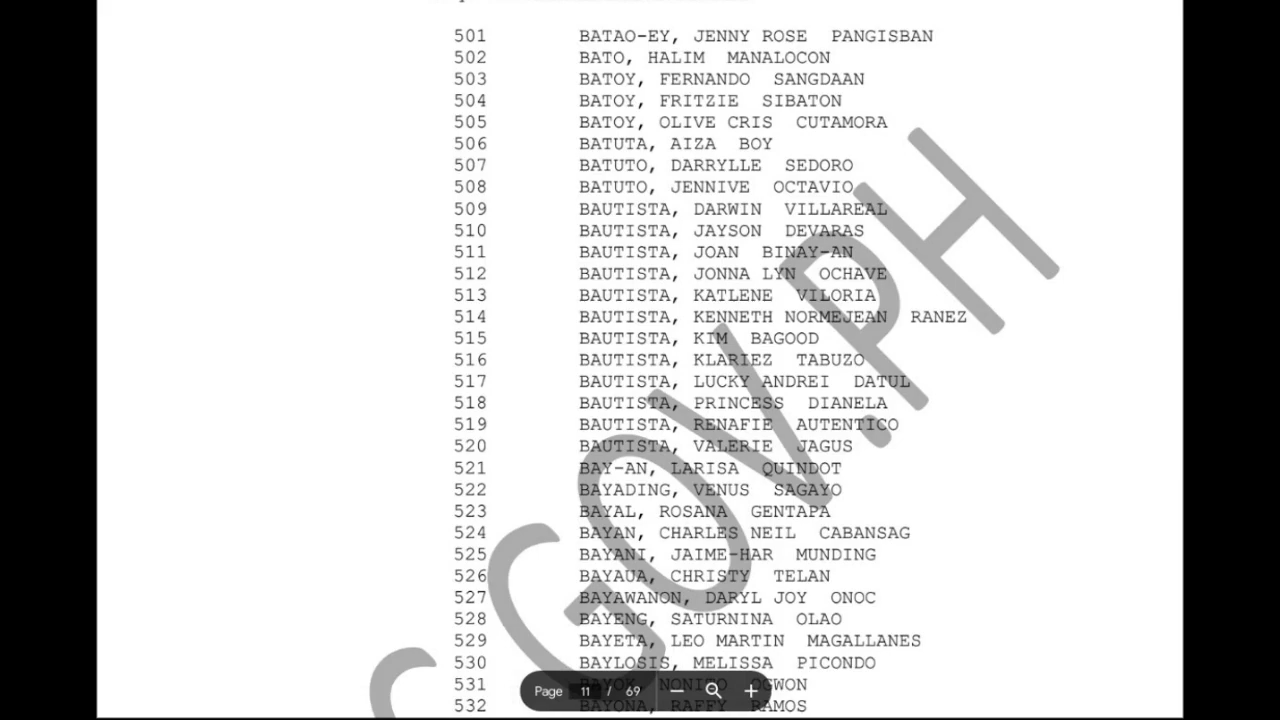 501 BATAO-EY, JENNY ROSE PANGISBAN
502 BATO, HALIM MANALOCON
503 BATOY, FERNANDO SANGDAAN
504 BATOY, FRITZIE SIBATON
505 BATOY, OLIVE CRIS CUTAMORA
506 BATUTA, AIZA BOY
507 BATUTO, DARRYLLE SEDORO
508 BATUTO, JENNIVE OCTAVIO
509 BAUTISTA, DARWIN VILLAREAL
510 BAUTISTA, JAYSON DEVARAS
511 BAUTISTA, JOAN BINAY-AN
512 BAUTISTA, JONNA LYN OCHAVE
513 BAUTISTA, KATLENE VILORIA
514 BAUTISTA, KENNETH NORMEJEAN RANEZ
515 BAUTISTA, KIM BAGOOD
516 BAUTISTA, KLARIEZ TABUZO
517 BAUTISTA, LUCKY ANDREI DATUL
518 BAUTISTA, PRINCESS DIANELA
519 BAUTISTA, RENAFIE AUTENTICO
520 BAUTISTA, VALERIE JAGUS
521 BAY-AN, LARISA QUINDOT
522 BAYADING, VENUS SAGAYO
523 BAYAL, ROSANA GENTAPA
524 BAYAN, CHARLES NEIL CABANSAG
525 BAYANI, JAIME-HAR MUNDING
526 BAYAUA, CHRISTY TELAN
527 BAYAWANON, DARYL JOY ONOC
528 BAYENG, SATURNINA OLAO
529 BAYETA, LEO MARTIN MAGALLANES
530 BAYLOSIS, MELISSA PICONDO
531 BAYOK, NONITO OGWON
532 BAYONA, RAFFY RAMOS
Page 11 / 69
GOV.PH